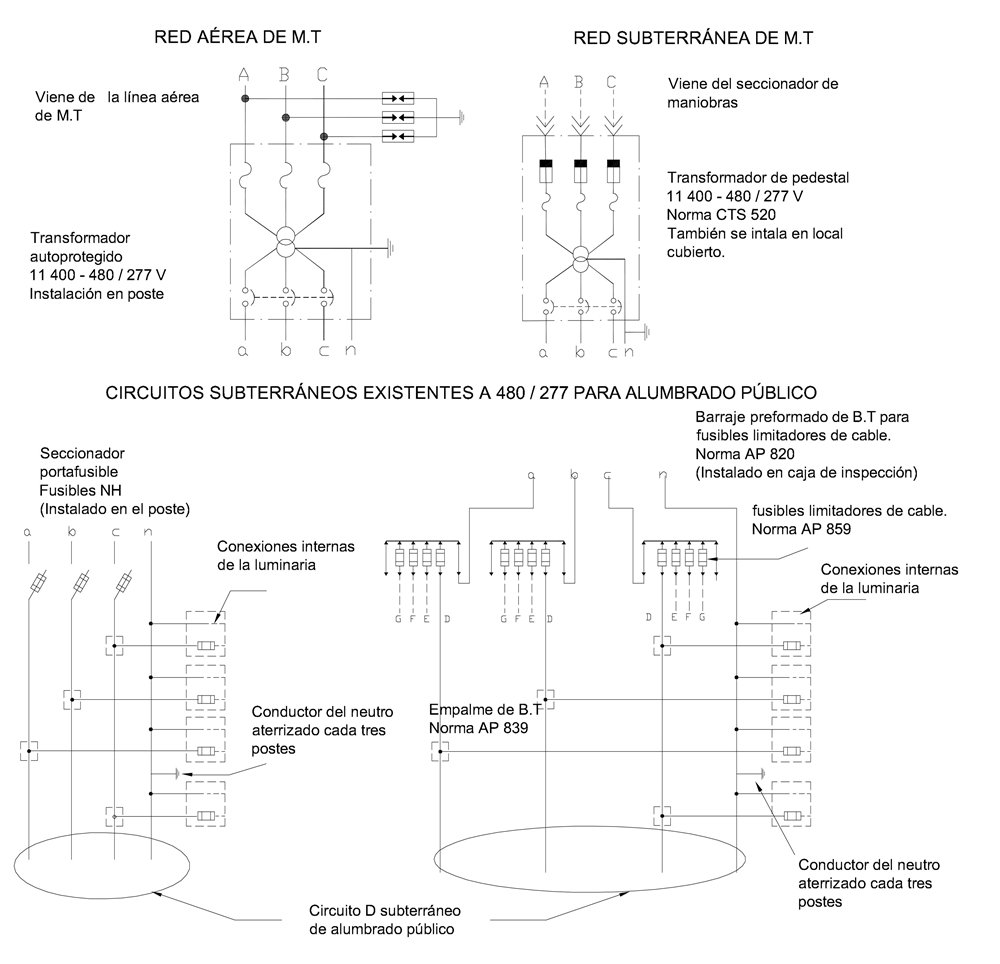 RED AÉREA DE M.T
A B C
Viene de la línea aérea
de M.T
Transformador
autoprotegido
11 400 - 480 / 277 V
Instalación en poste
a b c n
RED SUBTERRÁNEA DE M.T
A B C
Viene del seccionador de
maniobras
Transformador de pedestal
11 400 - 480 / 277 V
Norma CTS 520
También se intala en local
cubierto.
a b c n
CIRCUITOS SUBTERRÁNEOS EXISTENTES A 480 / 277 PARA ALUMBRADO PÚBLICO
Seccionador
portafusible
Fusibles NH
(Instalado en el poste)
a b c n
Conexiones internas
de la luminaria
Conductor del neutro
aterrizado cada tres
postes
Barraje preformado de B.T para
fusibles limitadores de cable.
Norma AP 820
(Instalado en caja de inspección)
a b c n
fusibles limitadores de cable.
Norma AP 859
Conexiones internas
de la luminaria
G F E D
G F E D
D E F G
Empalme de B.T
Norma AP 839
Conductor del neutro
aterrizado cada tres
postes
Circuito D subterráneo
de alumbrado público